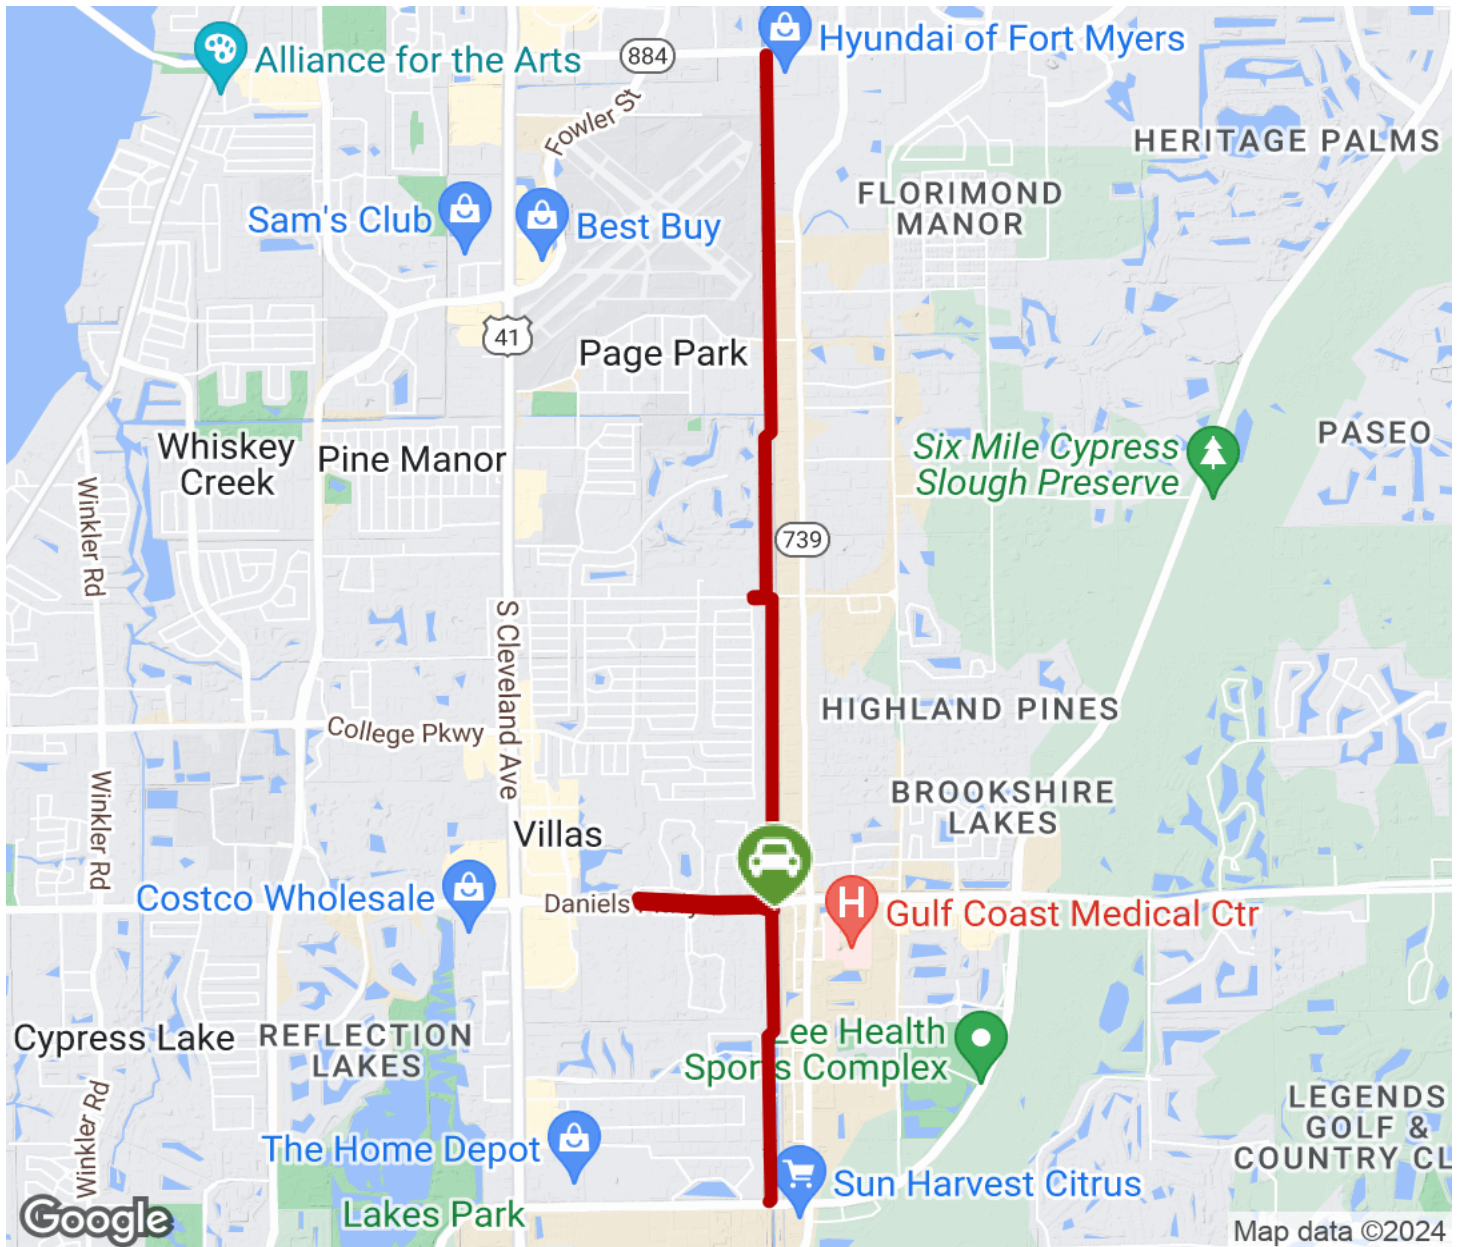 Hyundai of Fort Myers
Alliance for the Arts
884
Fowler St
HERITAGE PALMS
FLORIMOND
MANOR
Sam's Club
Best Buy
41
Page Park
Whiskey
Creek
Pine Manor
Six Mile Cypress
Slough Preserve
PASEO
Winkler Rd
739
S Cleveland Ave
HIGHLAND PINES
College Pkwy
Winkler Rd
BROOKSHIRE
LAKES
Villas
Costco Wholesale
Daniels
H
Gulf Coast Medical Ctr
Cypress Lake
REFLECTION
LAKES
Lee Health
Sports Complex
Winkler Rd
LEGENDS
GOLF &
COUNTRY CL
The Home Depot
Sun Harvest Citrus
Lakes Park
Google
Map data ©2024